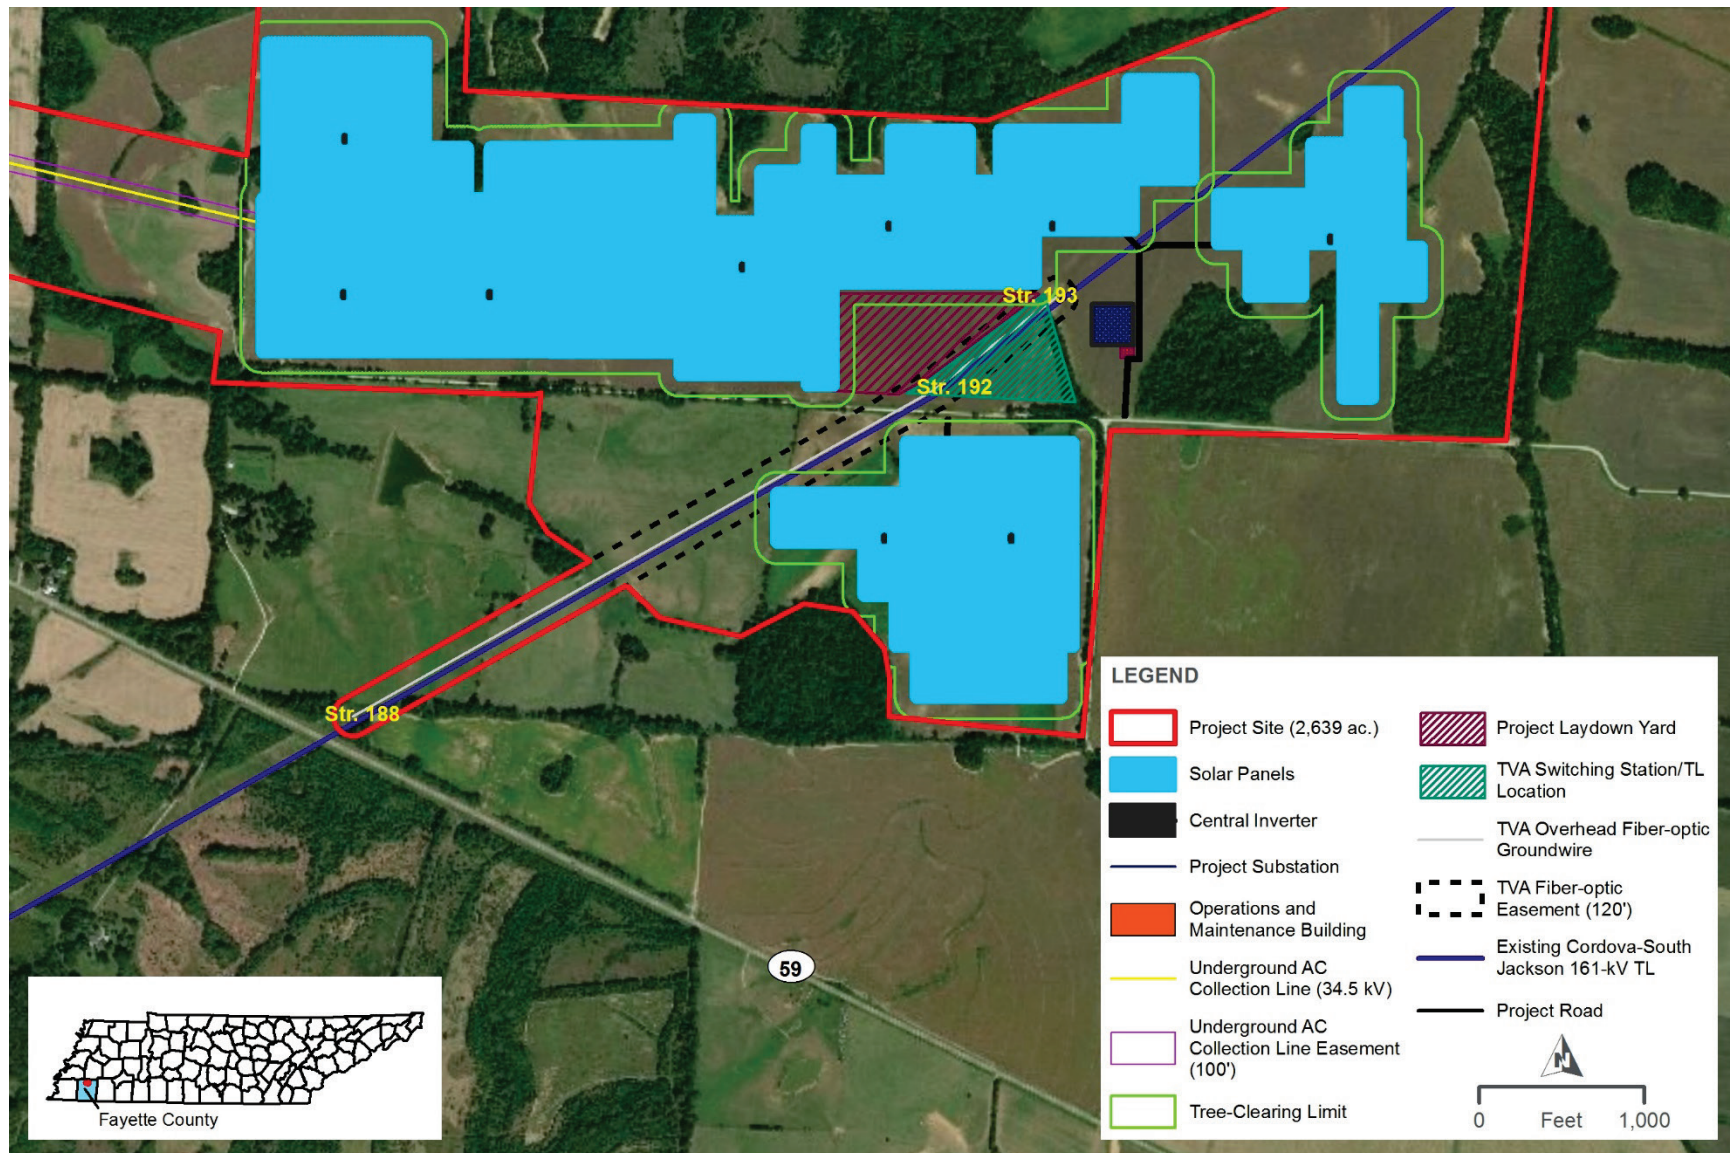 Str. 193
Str. 192
Str. 188
59
Fayette County
LEGEND
Project Site (2,639 ac.)
Solar Panels
Central Inverter
Project Substation
Operations and
Maintenance Building
Underground AC
Collection Line (34.5 kV)
Underground AC
Collection Line Easement
(100')
Tree-Clearing Limit
Project Laydown Yard
TVA Switching Station/TL
Location
TVA Overhead Fiber-optic
Groundwire
TVA Fiber-optic
Easement (120')
Existing Cordova-South
Jackson 161-kV TL
Project Road
N
0 Feet 1,000